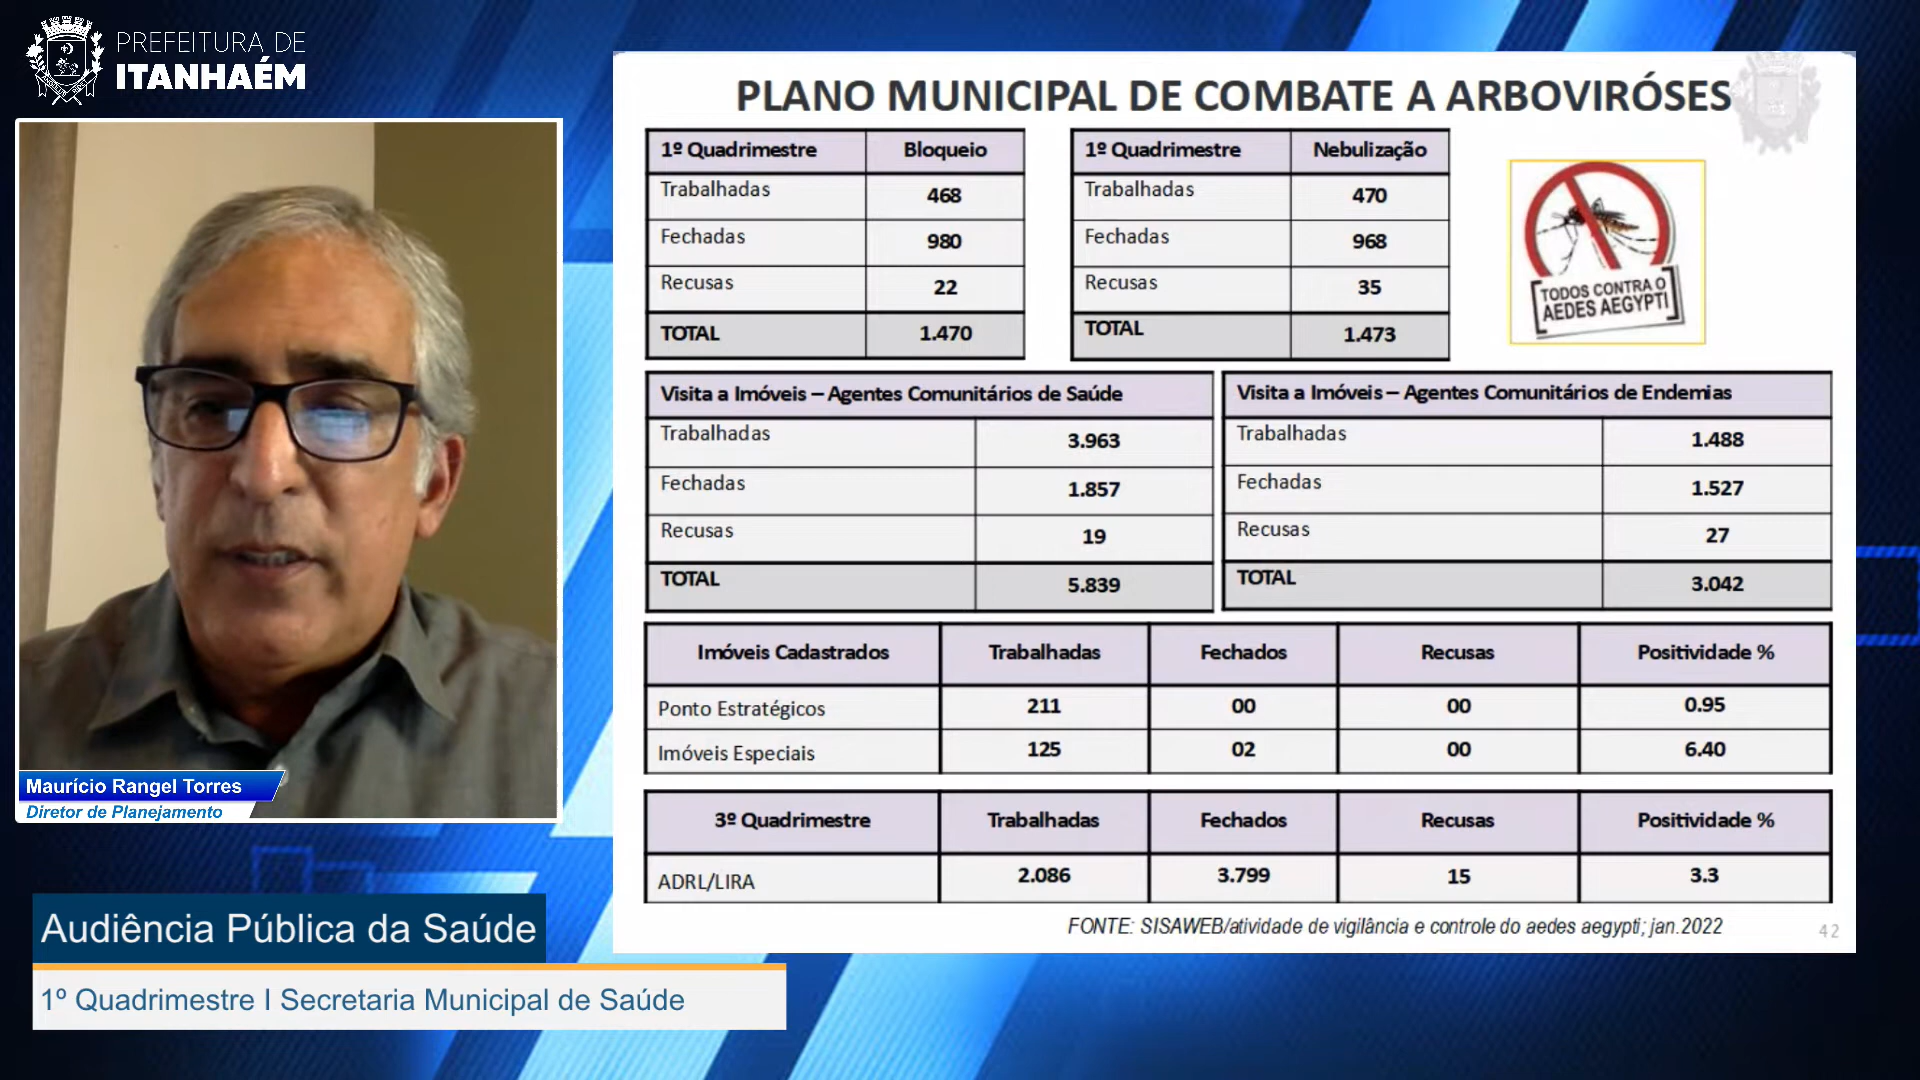 PREFEITURA DE
ITANHAÉM
PLANO MUNICIPAL DE COMBATE A ARBOVIRÓSES
1º Quadrimestre Bloqueio
Trabalhadas 468
Fechadas 980
Recusas 22
TOTAL 1.470
1º Quadrimestre Nebulização
Trabalhadas 470
Fechadas 968
Recusas 35
TOTAL 1.473
TODOS CONTRA O
AEDES AEGYPTI
Visita a Imóveis – Agentes Comunitários de Saúde
Trabalhadas 3.963
Fechadas 1.857
Recusas 19
TOTAL 5.839
Visita a Imóveis – Agentes Comunitários de Endemias
Trabalhadas 1.488
Fechadas 1.527
Recusas 27
TOTAL 3.042
Imóveis Cadastrados Trabalhadas Fechados Recusas Positividade %
Ponto Estratégicos 211 00 00 0.95
Imóveis Especiais 125 02 00 6.40
3º Quadrimestre Trabalhadas Fechados Recusas Positividade %
ADRL/LIRA 2.086 3.799 15 3.3
FONTE: SISAWEB/atividade de vigilância e controle do aedes aegypti; jan.2022
42
Maurício Rangel Torres
Diretor de Planejamento
Audiência Pública da Saúde
1º Quadrimestre I Secretaria Municipal de Saúde